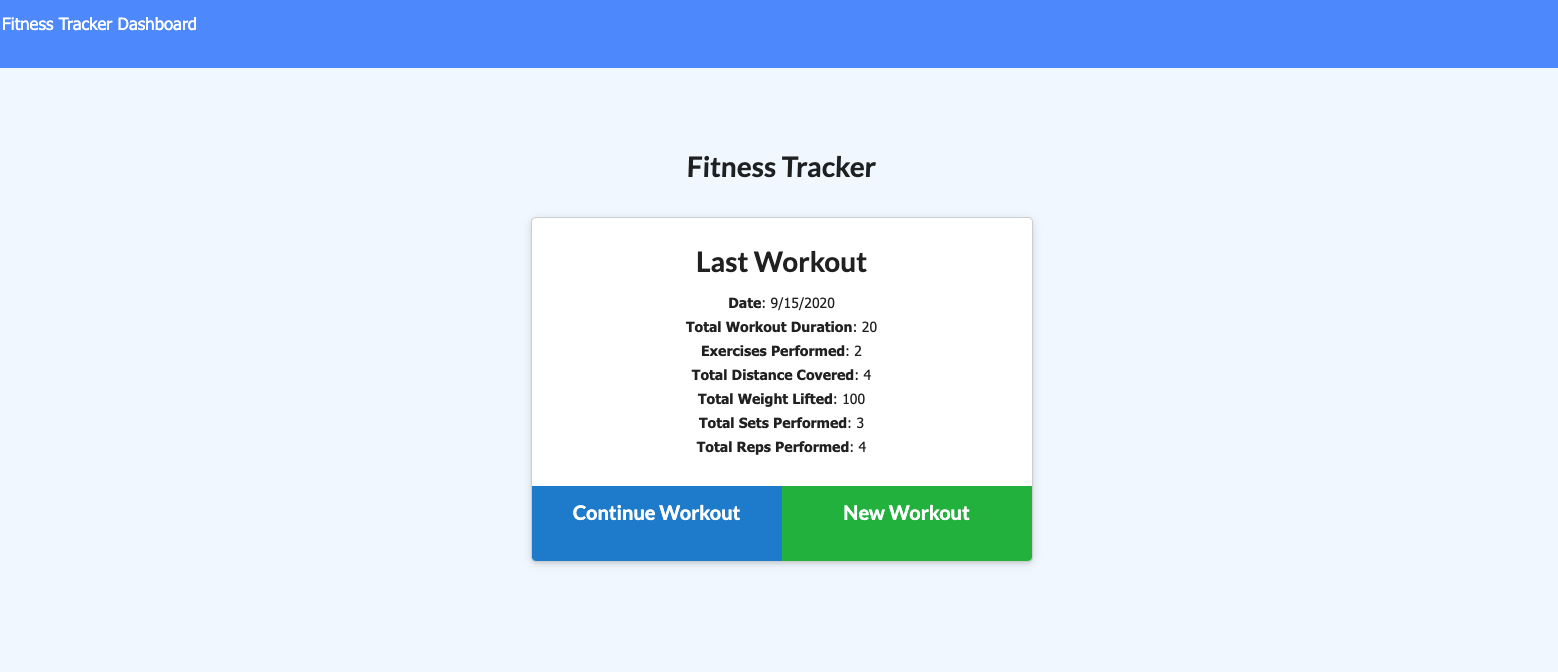 Fitness Tracker Dashboard
Fitness Tracker
Last Workout
Date: 9/15/2020
Total Workout Duration: 20
Exercises Performed: 2
Total Distance Covered: 4
Total Weight Lifted: 100
Total Sets Performed: 3
Total Reps Performed: 4
Continue Workout New Workout